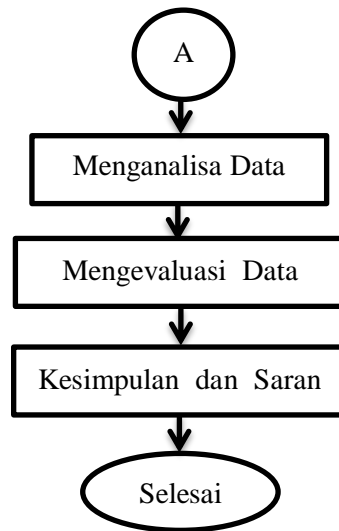 A
Menganalisa Data
Mengevaluasi Data
Kesimpulan dan Saran
Selesai